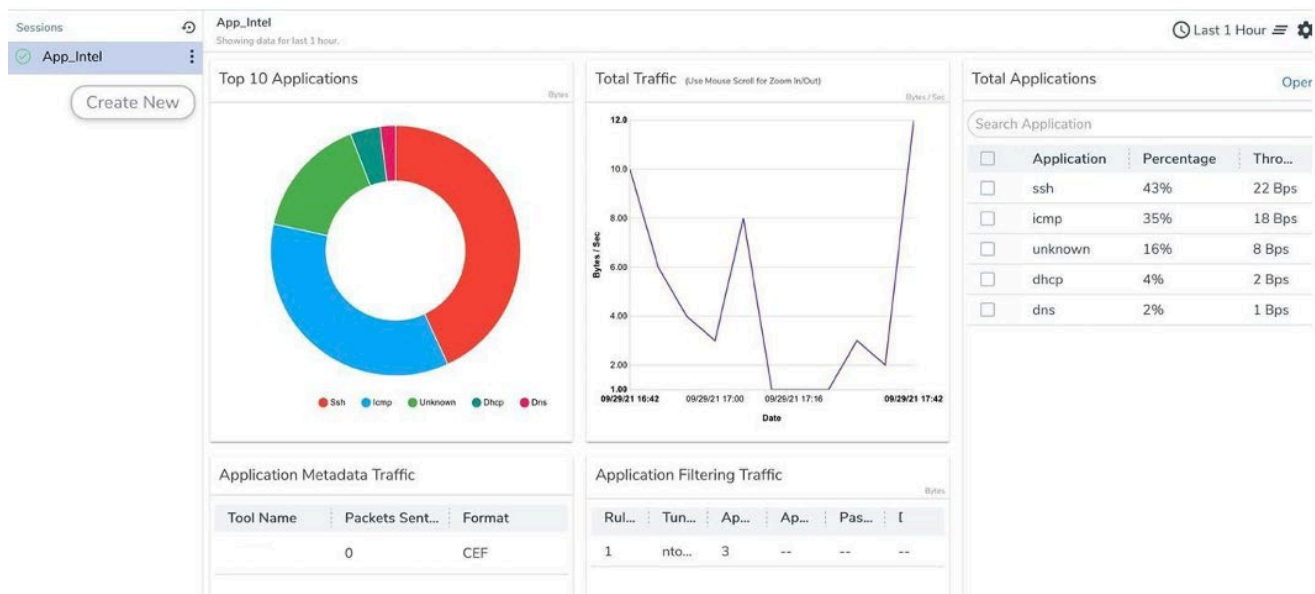 Sessions
App_Intel
Create New
App_Intel
Showing data for last 1 hour.
Last 1 Hour
Top 10 Applications
Bytes
Ssh Icmp Unknown Dhcp Dns
Total Traffic (Use Mouse Scroll for Zoom In/Out)
Bytes / Sec
12.0
10.0
8.00
6.00
4.00
2.00
1.00
Bytes / Sec
09/29/21 16:42 09/29/21 17:00 09/29/21 17:16 09/29/21 17:42
Date
Total Applications Oper
Search Application
Application Percentage Thro...
ssh 43% 22 Bps
icmp 35% 18 Bps
unknown 16% 8 Bps
dhcp 4% 2 Bps
dns 2% 1 Bps
Application Metadata Traffic
Tool Name Packets Sent... Format
0 CEF
Application Filtering Traffic
Bytes
Rul... Tun... Ap... Ap... Pas...
1 nto... 3 -- -- --